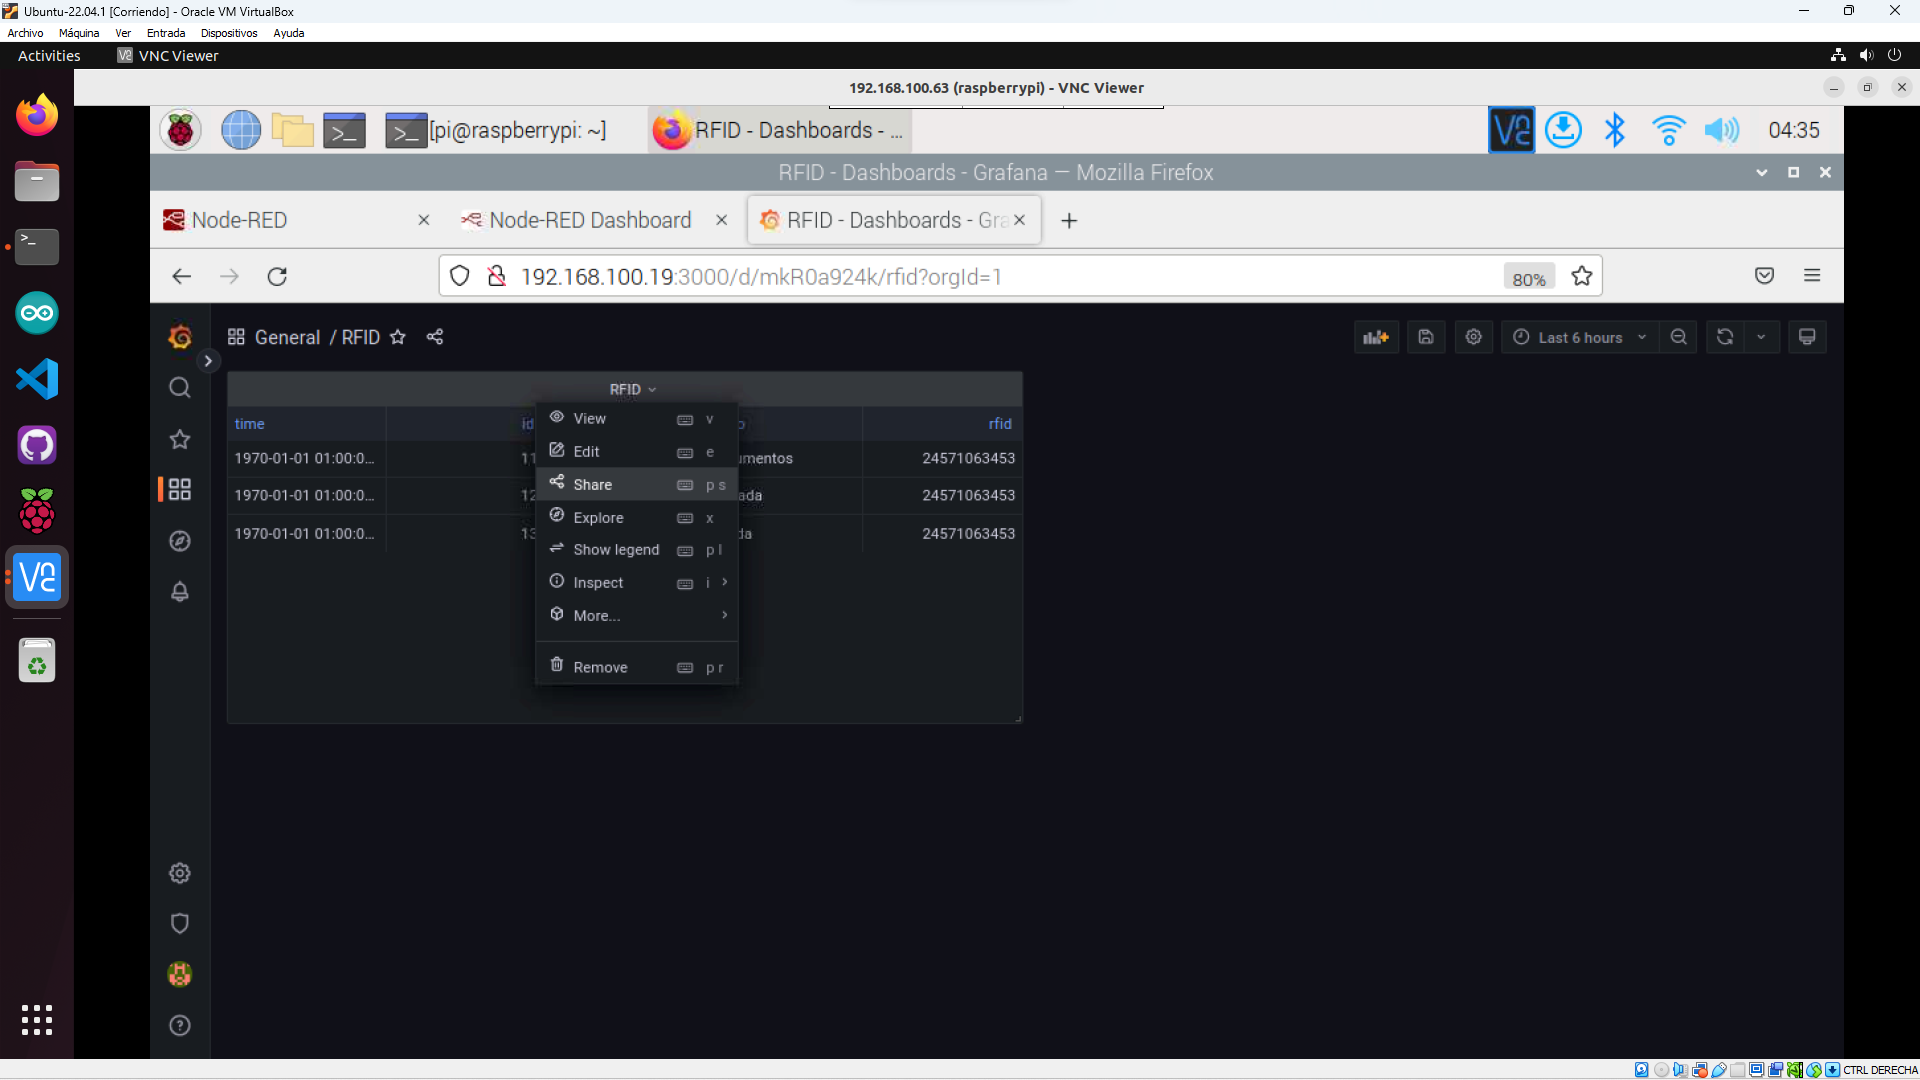 Ubuntu-22.04.1 [Corriendo] - Oracle VM VirtualBox
Archivo Máquina Ver Entrada Dispositivos Ayuda
Activities VNC Viewer
192.168.100.63 (raspberrypi) - VNC Viewer
[pi@raspberrypi: ~] RFID - Dashboards - ... 04:35
RFID - Dashboards - Grafana — Mozilla Firefox
Node-RED Node-RED Dashboard RFID - Dashboards - Gra
192.168.100.19:3000/d/mkR0a924k/rfid?orgId=1 80%
General / RFID Last 6 hours
RFID
time id o rfid
1970-01-01 01:00:0... 11 umentos 24571063453
1970-01-01 01:00:0... 12 ada 24571063453
1970-01-01 01:00:0... 13 da 24571063453
View v
Edit e
Share p s
Explore x
Show legend p l
Inspect i
More...
Remove p r
CTRL DERECHA